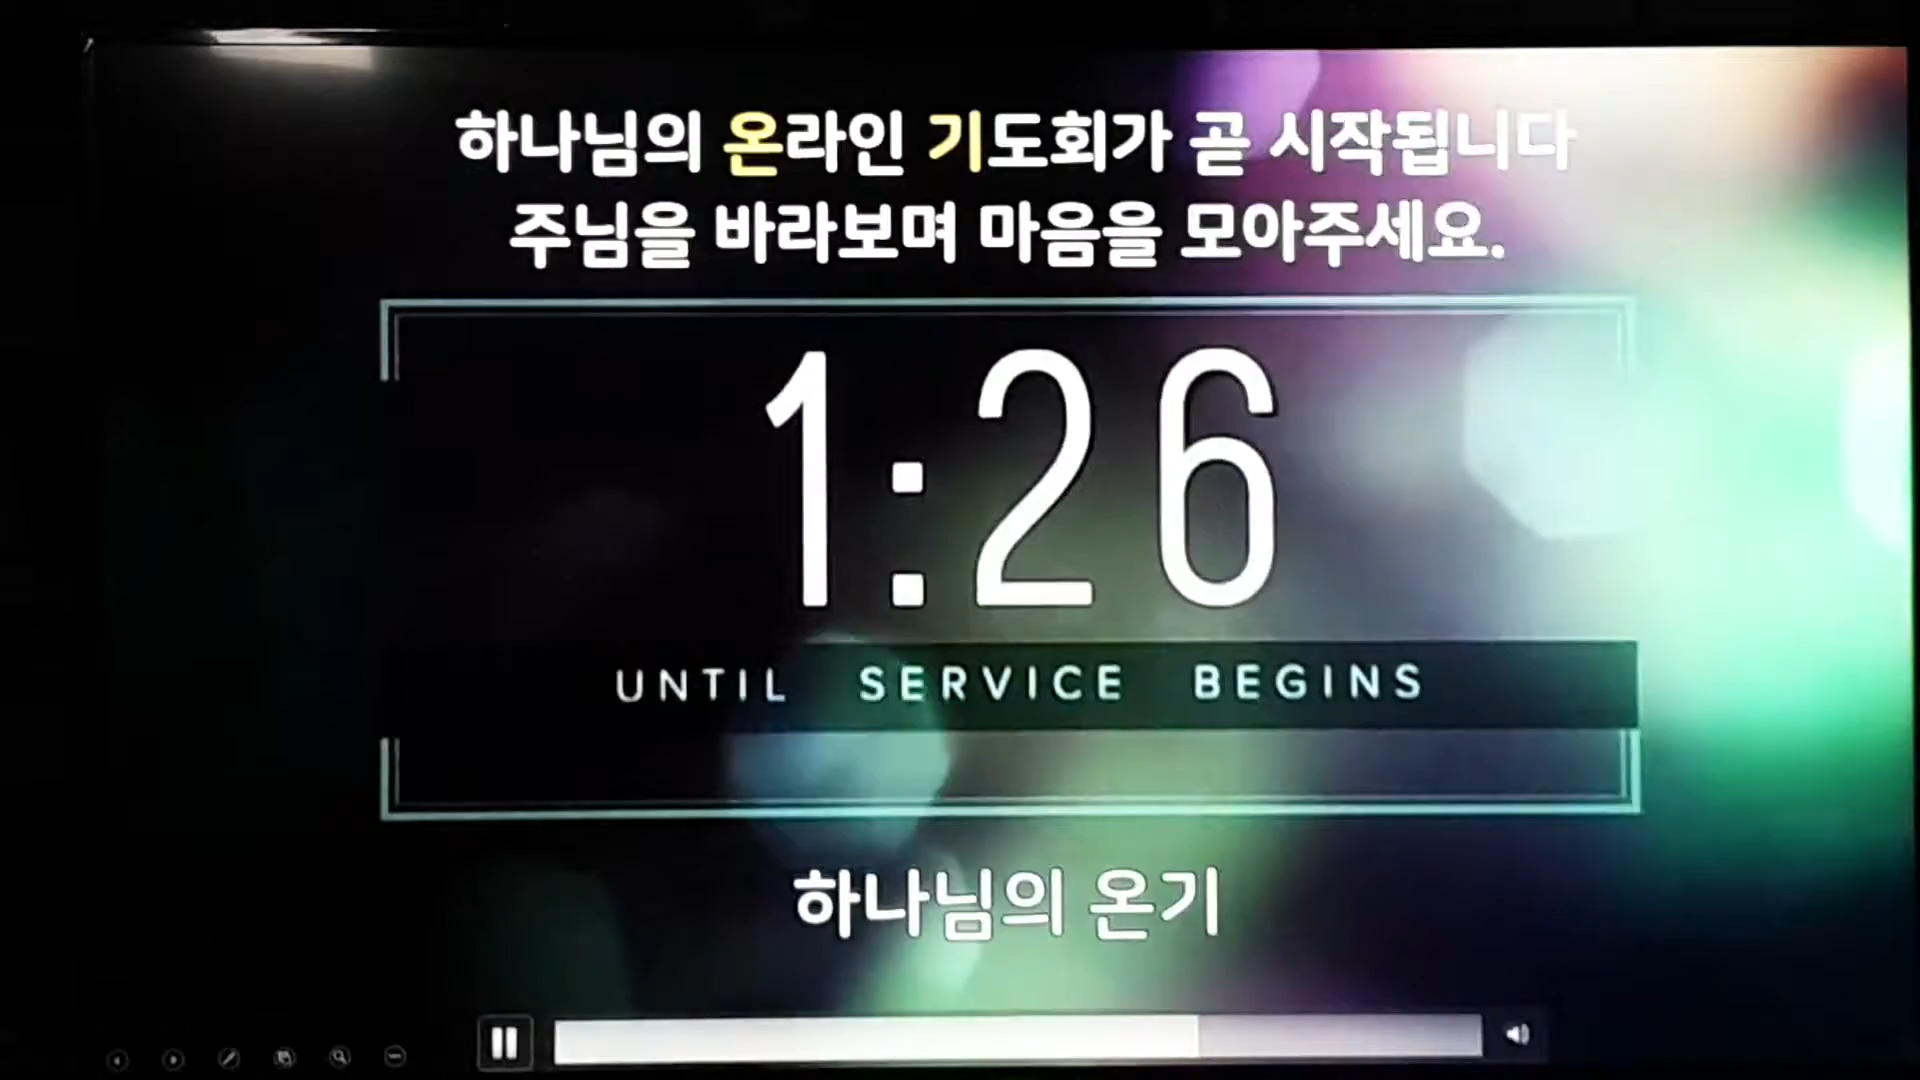 하나님의 온라인 기도회가 곧 시작됩니다
주님을 바라보며 마음을 모아주세요.
1:26
UNTIL SERVICE BEGINS
하나님의 온기